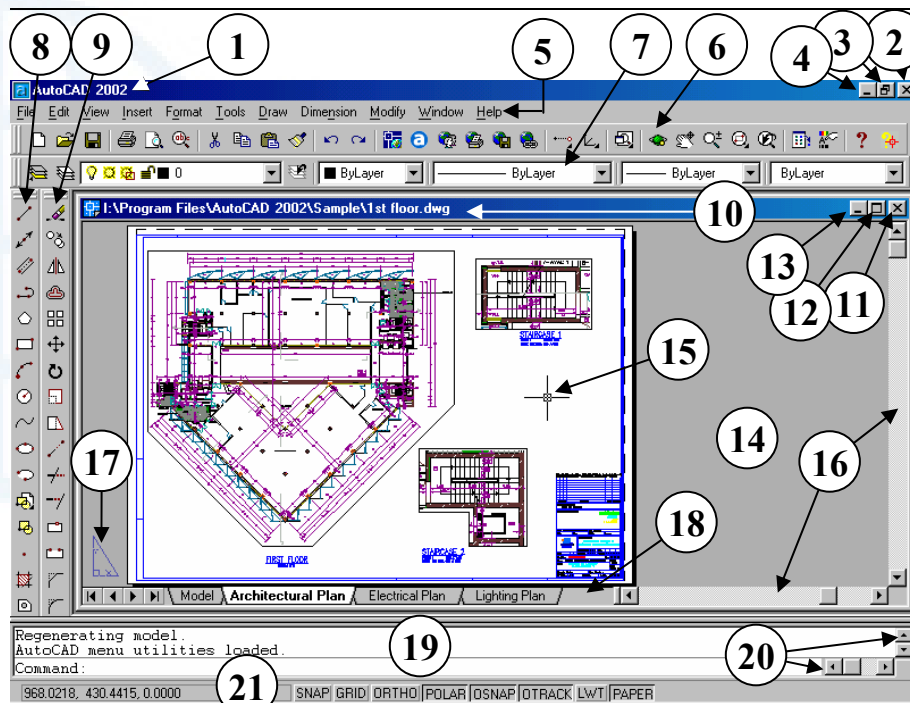 8 9 1 5 7 6 4 3 2
AutoCAD 2002
File Edit View Insert Format Tools Draw Dimension Modify Window Help
0 ByLayer ByLayer ByLayer ByLayer
I:\Program Files\AutoCAD 2002\Sample\1st floor.dwg
10
13 12 11
STAIRCASE 1
15
14
16
17
18
FIRST FLOOR
STAIRCASE 2
Model Architectural Plan Electrical Plan Lighting Plan
Regenerating model.
AutoCAD menu utilities loaded.
Command:
19
20
21
968.0218, 430.4415, 0.0000 SNAP GRID ORTHO POLAR OSNAP OTRACK LWT PAPER